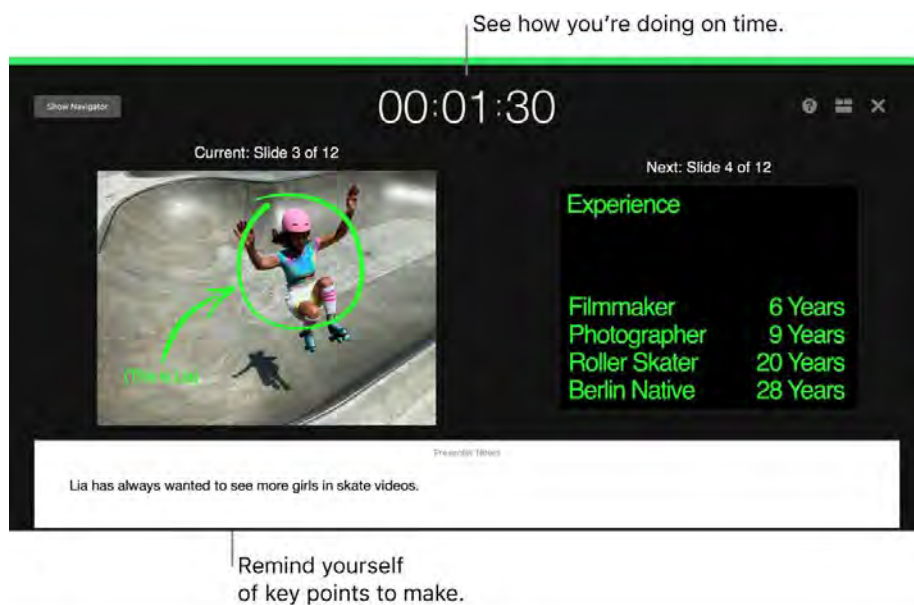 See how you're doing on time.
Show Navigator
00:01:30
Current: Slide 3 of 12
Next: Slide 4 of 12
(This is Lia)
Experience
Filmmaker 6 Years
Photographer 9 Years
Roller Skater 20 Years
Berlin Native 28 Years
Presenter Notes
Lia has always wanted to see more girls in skate videos.
Remind yourself
of key points to make.